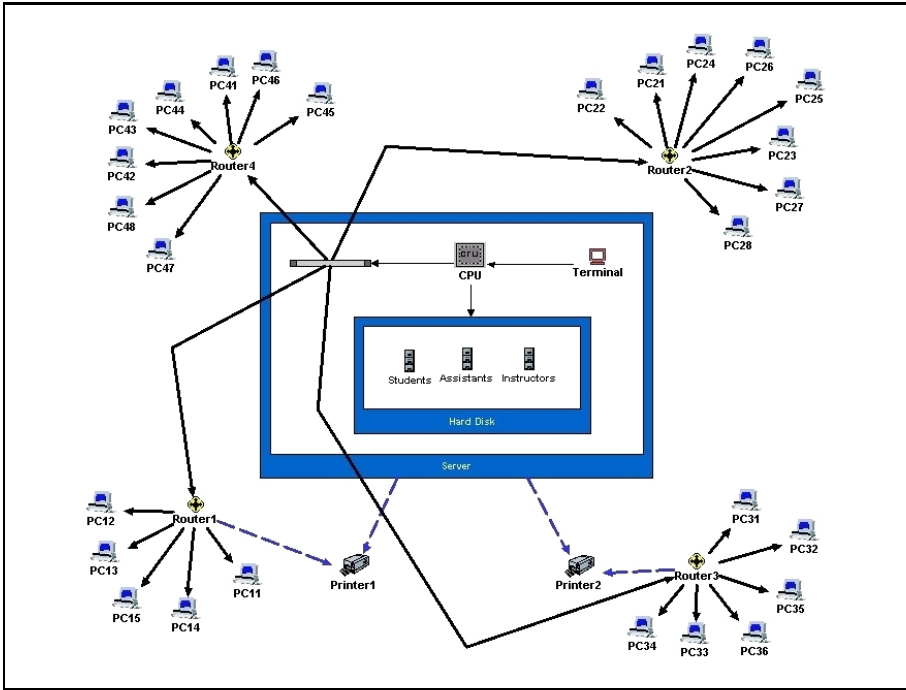 PC41
PC46
PC44
PC45
PC43
PC42
Router4
PC48
PC47
PC24
PC26
PC21
PC22
PC25
PC23
Router2
PC27
PC28
cpu
CPU
Terminal
Students
Assistants
Instructors
Hard Disk
Server
PC12
Router1
PC13
PC11
PC15
PC14
Printer1
Printer2
PC31
PC32
Router3
PC35
PC34
PC33
PC36